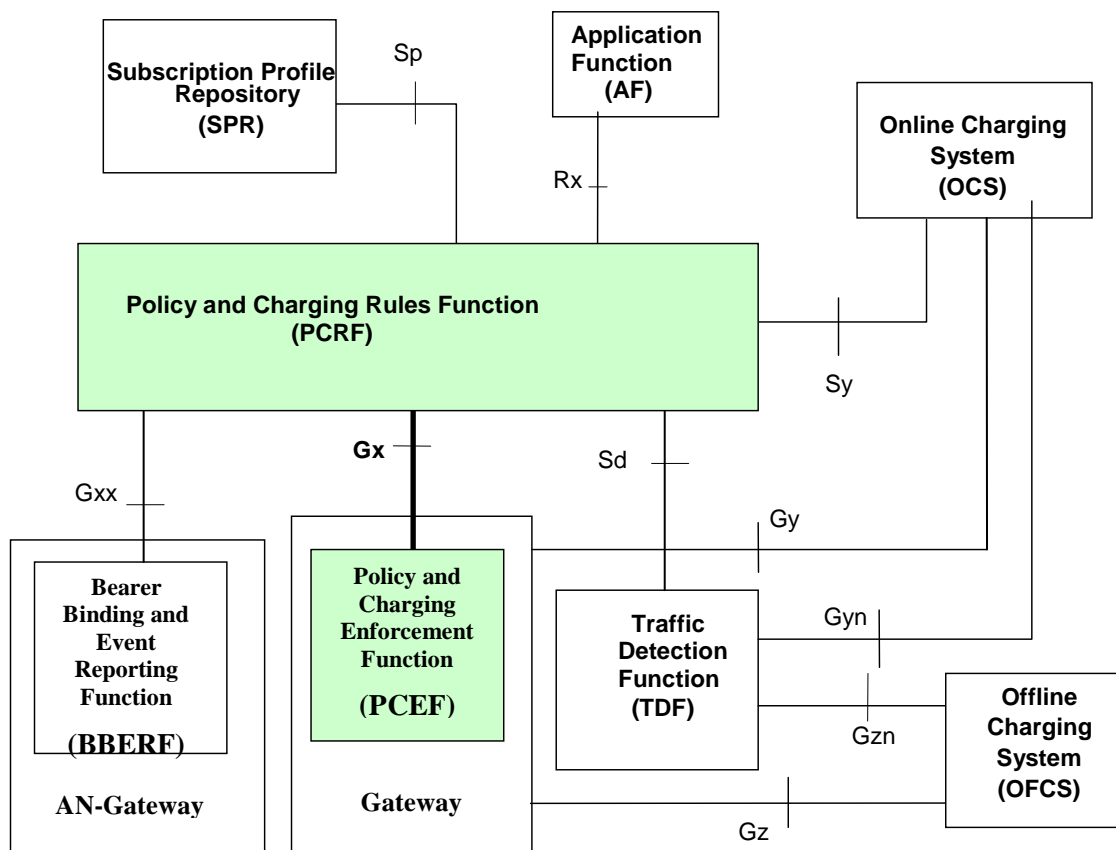 Subscription Profile
Repository
(SPR)
Sp
Application
Function
(AF)
Rx
Online Charging
System
(OCS)
Policy and Charging Rules Function
(PCRF)
Sy
Gxx
Gx
Sd
Gy
Bearer
Binding and
Event
Reporting
Function
(BBERF)
AN-Gateway
Policy and
Charging
Enforcement
Function
(PCEF)
Gateway
Traffic
Detection
Function
(TDF)
Gyn
Gzn
Gz
Offline
Charging
System
(OFCS)